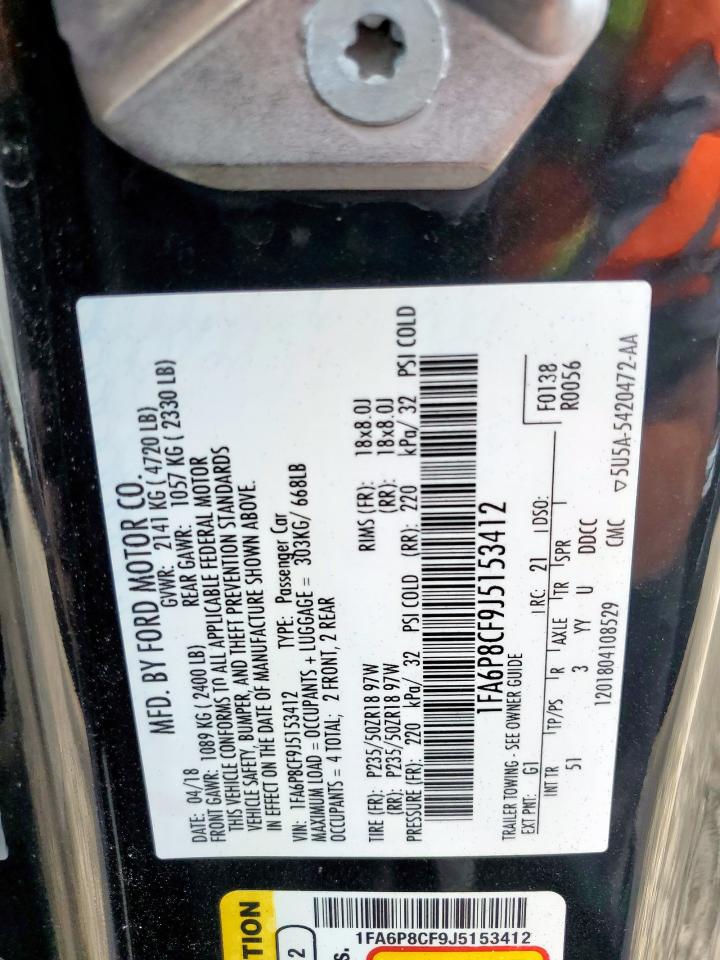 MFD. BY FORD MOTOR CO.
DATE: 04/18 GVWR: 2141 KG ( 4720 LB)
FRONT GAWR: 1089 KG ( 2400 LB) REAR GAWR: 1057 KG ( 2330 LB)
THIS VEHICLE CONFORMS TO ALL APPLICABLE FEDERAL MOTOR
VEHICLE SAFETY, BUMPER, AND THEFT PREVENTION STANDARDS
IN EFFECT ON THE DATE OF MANUFACTURE SHOWN ABOVE.
VIN: 1FA6P8CF9J5153412 TYPE: Passenger Car
MAXIMUM LOAD = OCCUPANTS + LUGGAGE = 303KG/ 668LB
OCCUPANTS = 4 TOTAL; 2 FRONT, 2 REAR
TIRE (FR): P235/50ZR18 97W RIMS (FR): 18x8.0J
(RR): P235/50ZR18 97W (RR): 18x8.0J
PRESSURE (FR): 220 kPa/ 32 PSI COLD (RR): 220 kPa/ 32 PSI COLD
1FA6P8CF9J5153412
TRAILER TOWING - SEE OWNER GUIDE
EXT PNT: G1 RC: 21 DSO: F0138
R0056
INT TR TP/PS R AXLE TR SPR
51 3 YY U DDCC
1201804108529 CMC ▽5U5A-5420472-AA
TION
2
1FA6P8CF9J5153412
s.